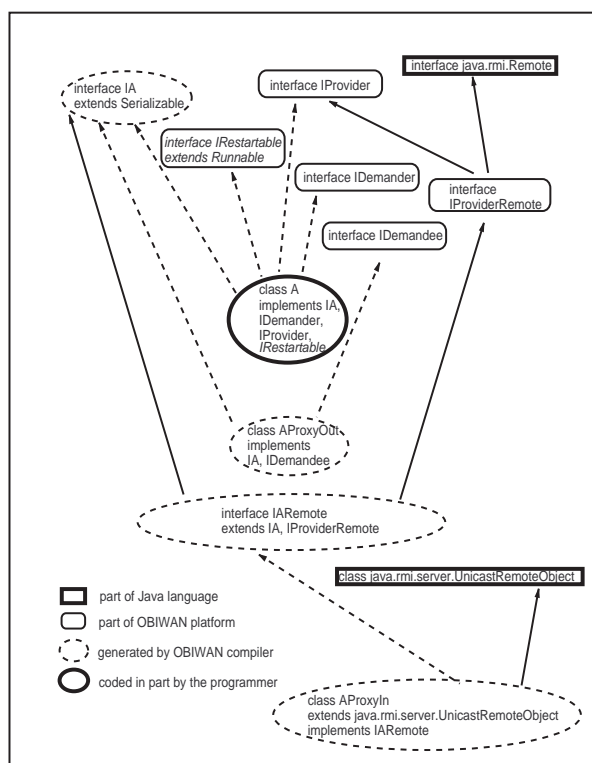 interface java.rmi.Remote
interface IA
extends Serializable
interface IProvider
interface IRestartable
extends Runnable
interface IDemander
interface
IProviderRemote
interface IDemandee
class A
implements IA,
IDemander,
IProvider,
IRestartable
class AProxyOut
implements
IA, IDemandee
interface IARemote
extends IA, IProviderRemote
class java.rmi.server.UnicastRemoteObject
part of Java language
part of OBIWAN platform
generated by OBIWAN compiler
coded in part by the programmer
class AProxyIn
extends java.rmi.server.UnicastRemoteObject
implements IARemote